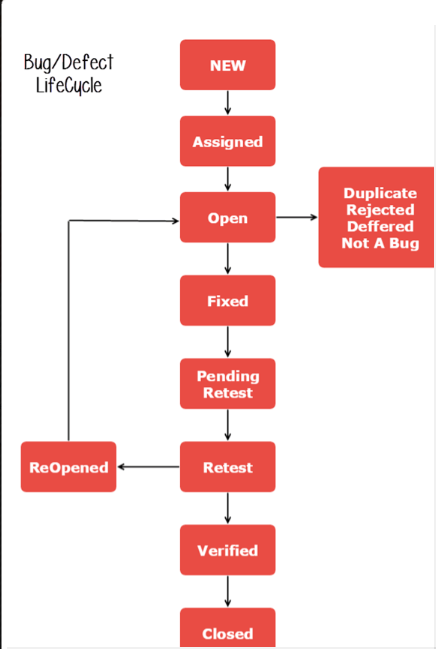 Bug/Defect
LifeCycle
NEW
Assigned
Open
Duplicate
Rejected
Deffered
Not A Bug
Fixed
Pending
Retest
ReOpened
Retest
Verified
Closed